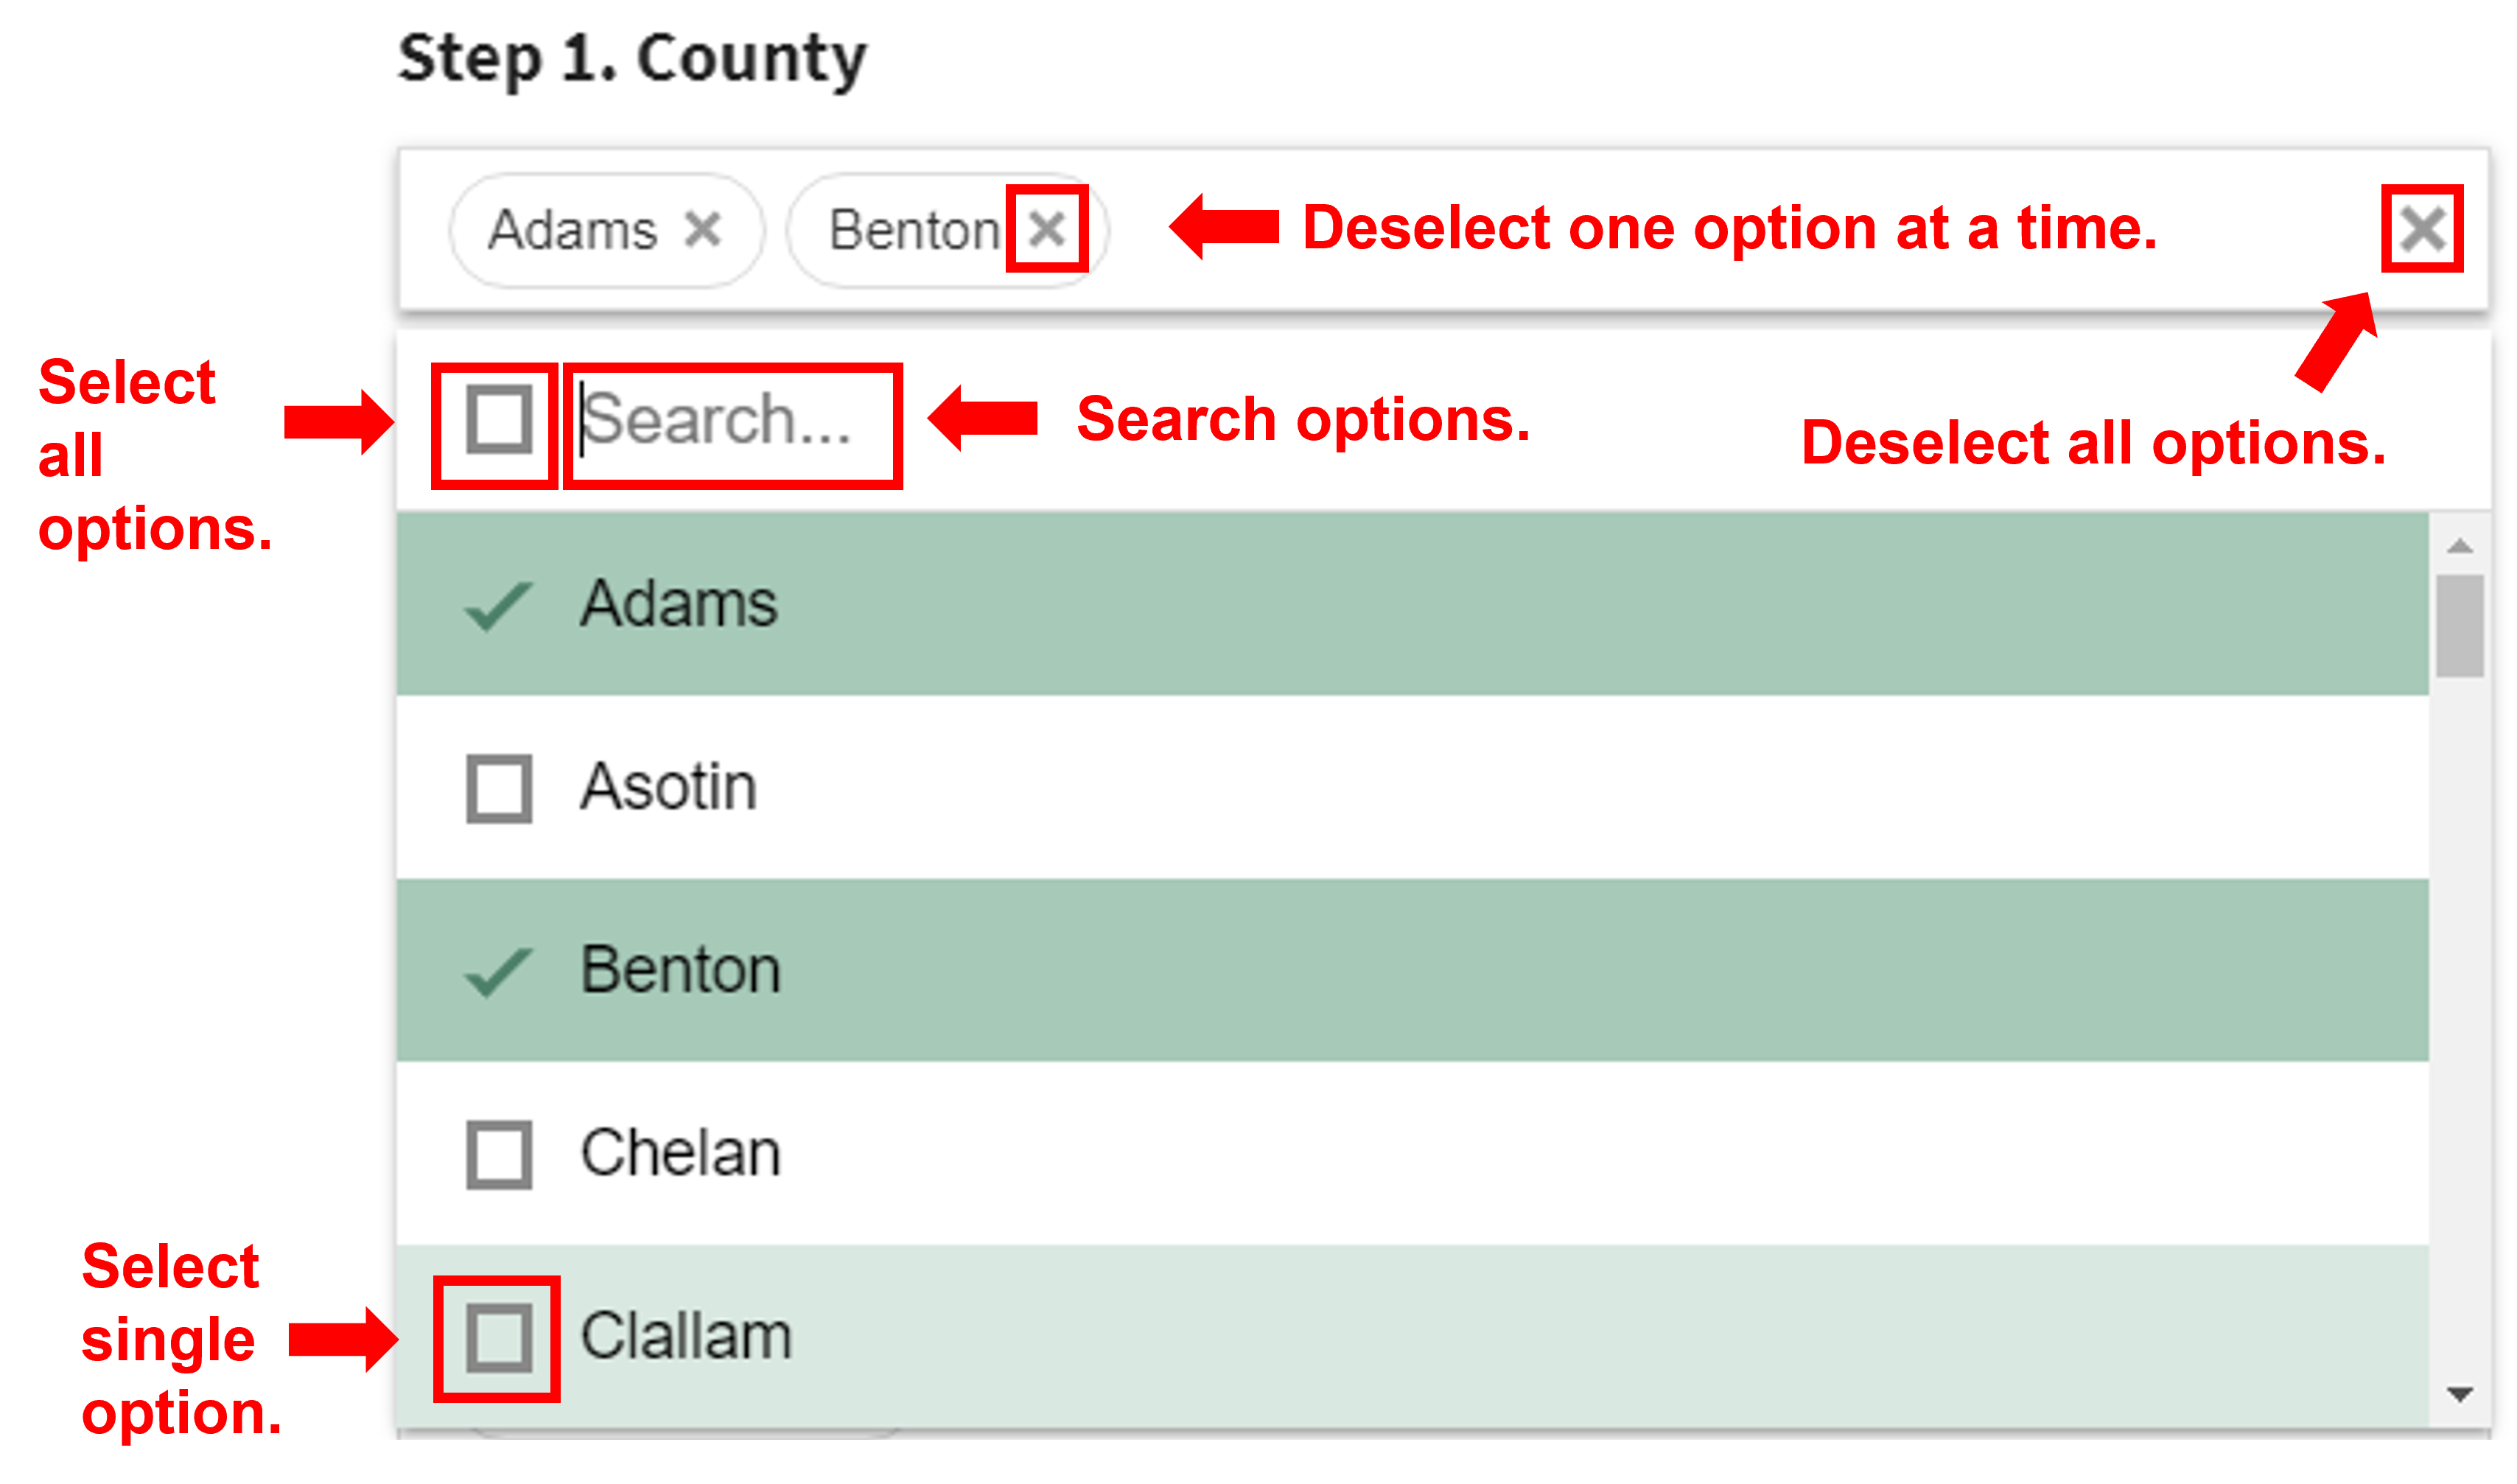 Step 1. County
Adams
Benton
Deselect one option at a time.
Select
all
options.
Search...
Search options.
Deselect all options.
Adams
Asotin
Benton
Chelan
Select
single
option.
Clallam